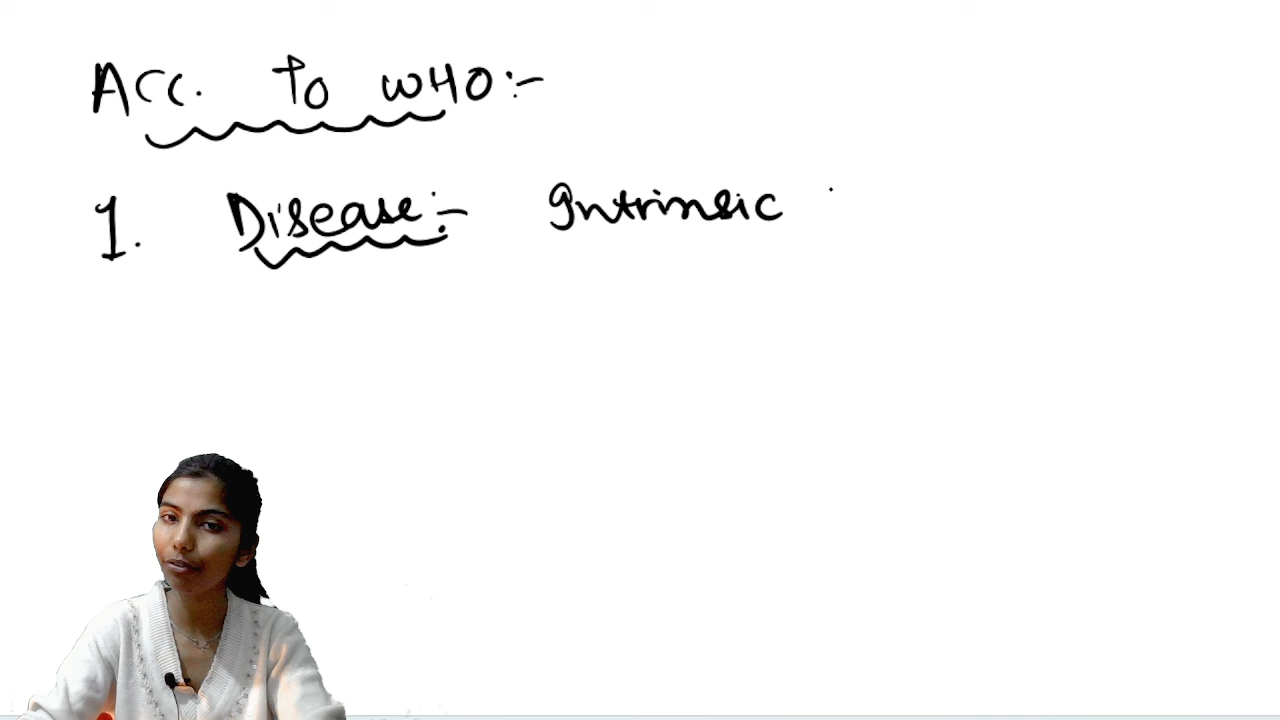 Acc. To WHO:-
1. Disease:- Intrinsic